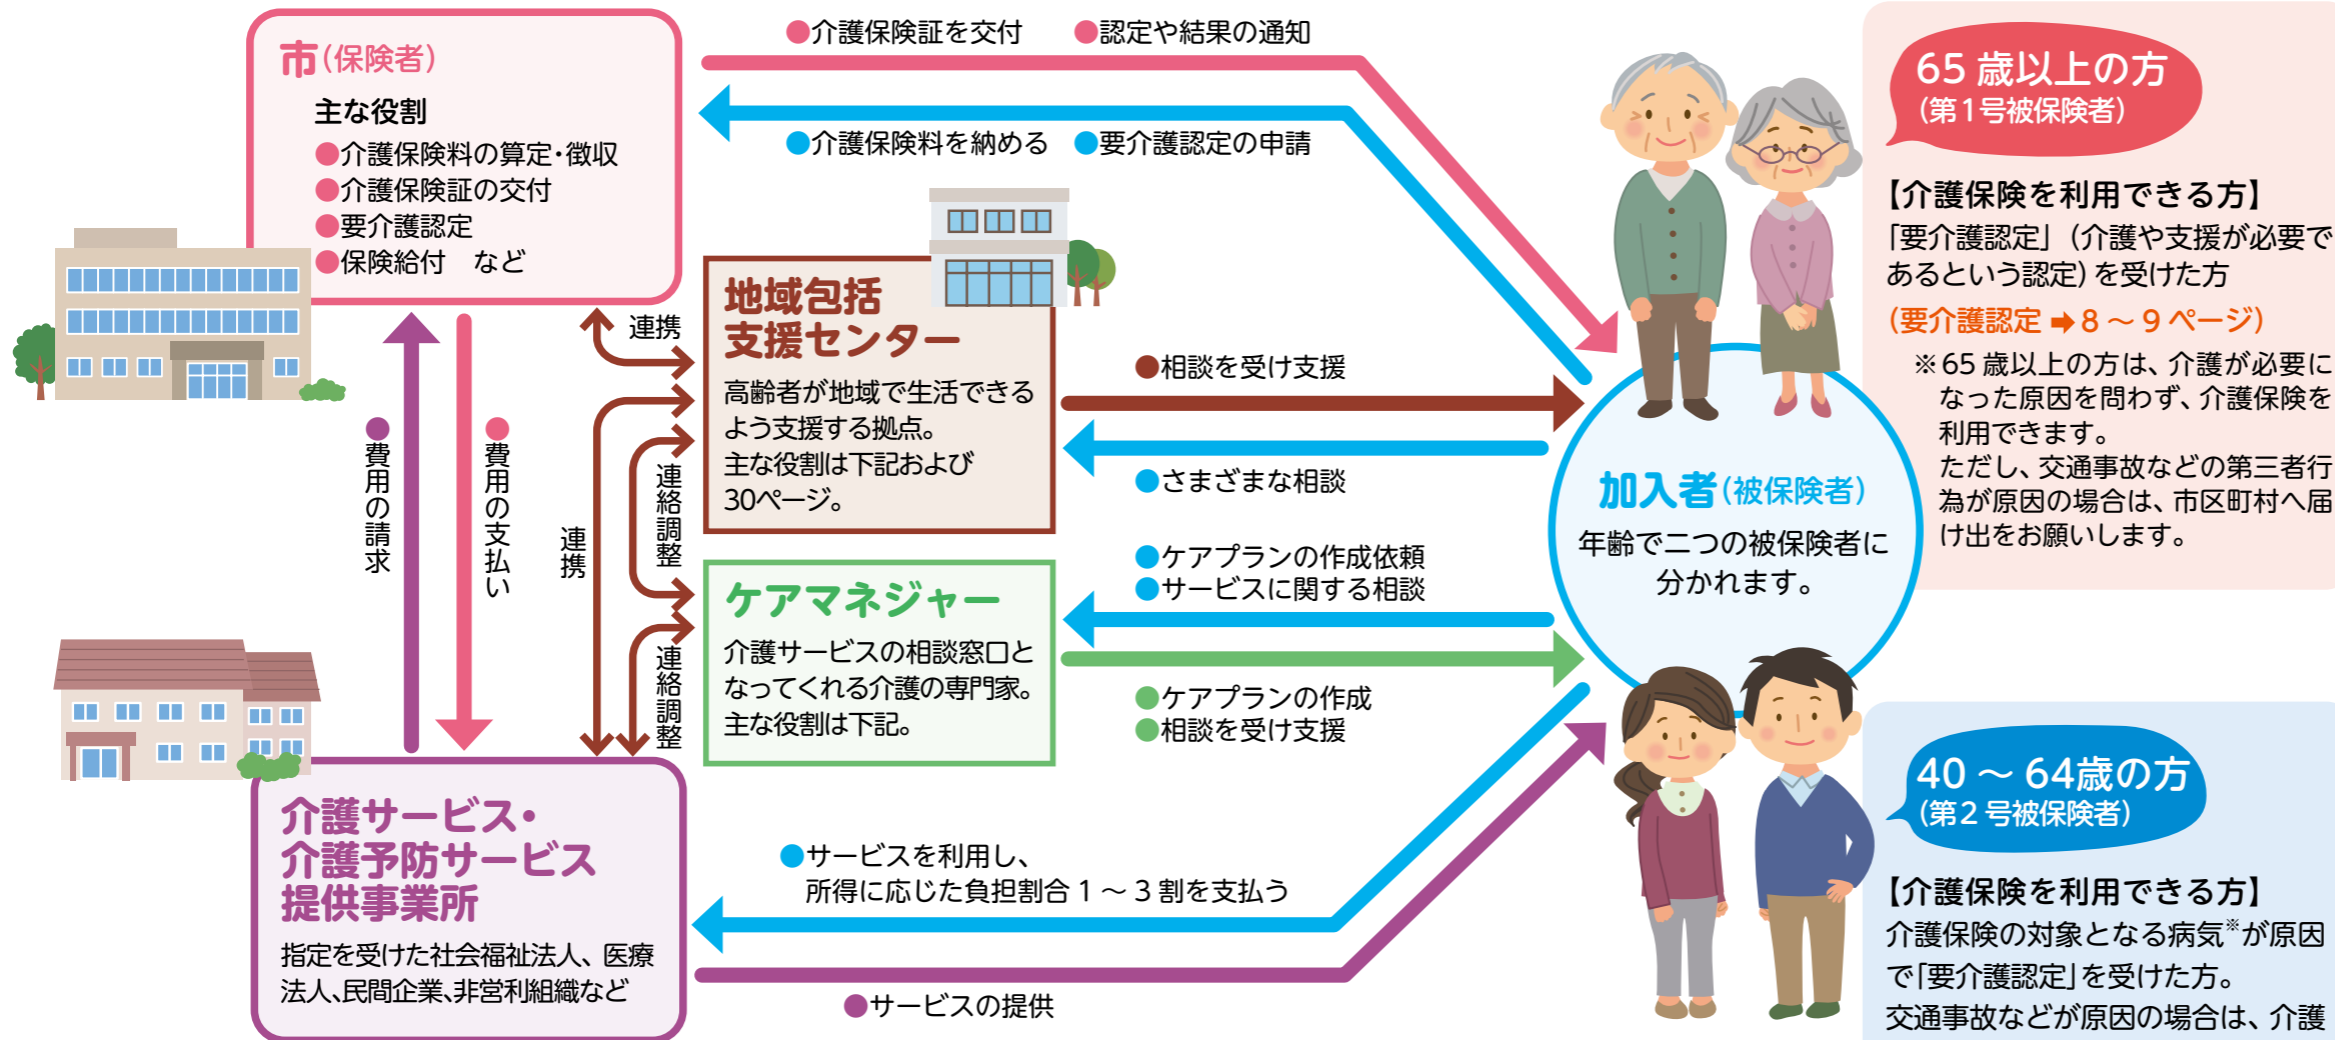 市(保険者)
主な役割
●介護保険料の算定・徴収
●介護保険証の交付
●要介護認定
●保険給付　など
●介護保険証を交付　●認定や結果の通知
●介護保険料を納める　●要介護認定の申請
連携
地域包括
支援センター
高齢者が地域で生活できる
よう支援する拠点。
主な役割は下記および
30ページ。
●相談を受け支援
●さまざまな相談
●費用の請求
●費用の支払い
連携
連絡調整
連絡調整
ケアマネジャー
介護サービスの相談窓口と
なってくれる介護の専門家。
主な役割は下記。
●ケアプランの作成依頼
●サービスに関する相談
●ケアプランの作成
●相談を受け支援
介護サービス・
介護予防サービス
提供事業所
指定を受けた社会福祉法人、医療
法人、民間企業、非営利組織など
●サービスを利用し、
所得に応じた負担割合1～3割を支払う
●サービスの提供
加入者(被保険者)
年齢で二つの被保険者に
分かれます。
65歳以上の方
(第1号被保険者)
【介護保険を利用できる方】
「要介護認定」(介護や支援が必要で
あるという認定)を受けた方
(要介護認定➡8～9ページ)
※65歳以上の方は、介護が必要に
なった原因を問わず、介護保険を
利用できます。
ただし、交通事故などの第三者行
為が原因の場合は、市区町村へ届
け出をお願いします。
40～64歳の方
(第2号被保険者)
【介護保険を利用できる方】
介護保険の対象となる病気※が原因
で「要介護認定」を受けた方。
交通事故などが原因の場合は、介護